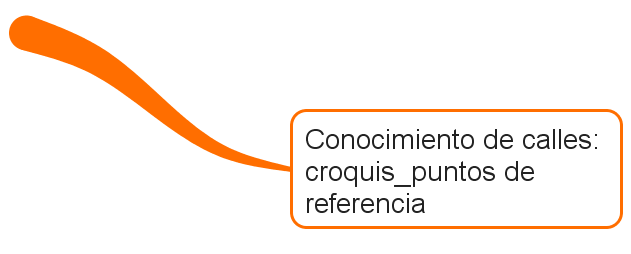 Conocimiento de calles:
croquis_puntos de
referencia